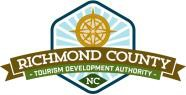 RICHMOND COUNTY
- TOURISM DEVELOPMENT AUTHORITY -
NC